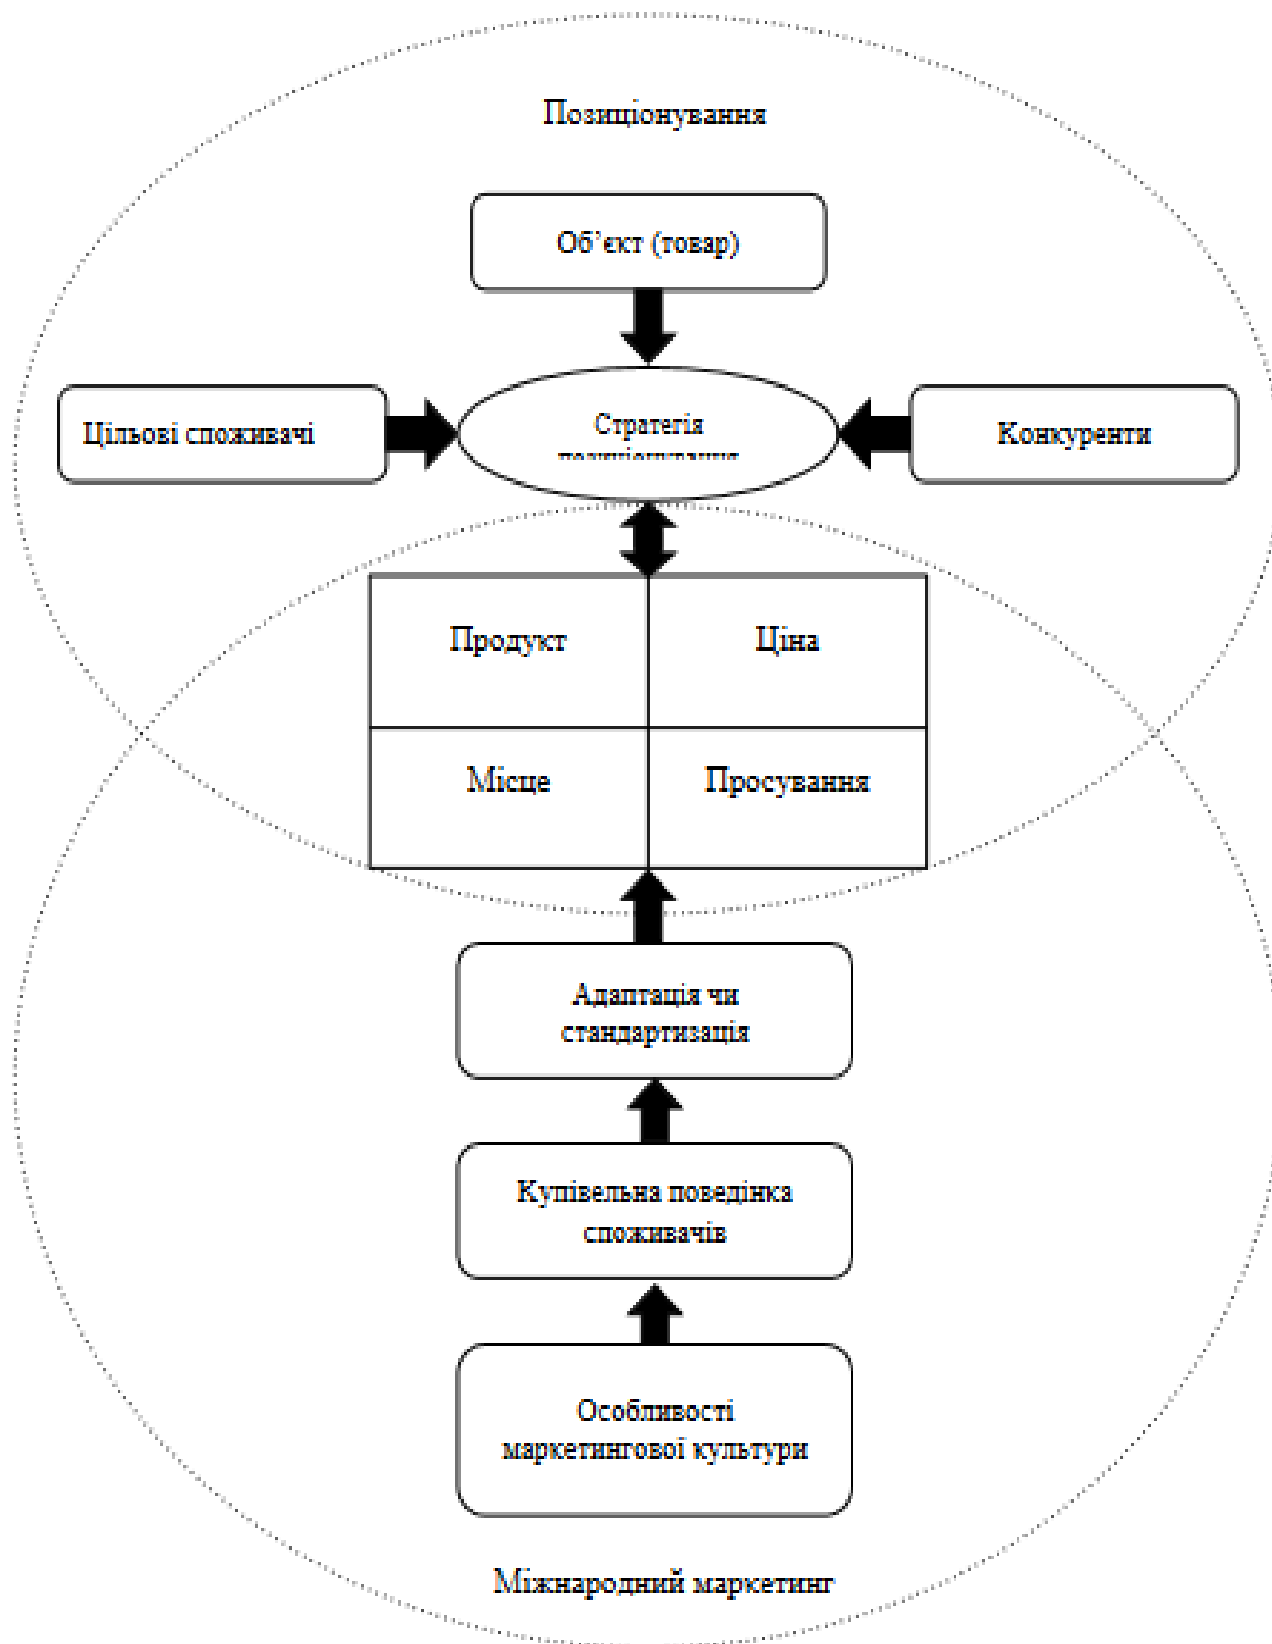 Позиціонування
Об’єкт (товар)
Цільові споживачі
Стратегія
позиціонування
Конкуренти
Продукт
Ціна
Місце
Просування
Адаптація чи
стандартизація
Купівельна поведінка
споживачів
Особливості
маркетингової культури
Міжнародний маркетинг